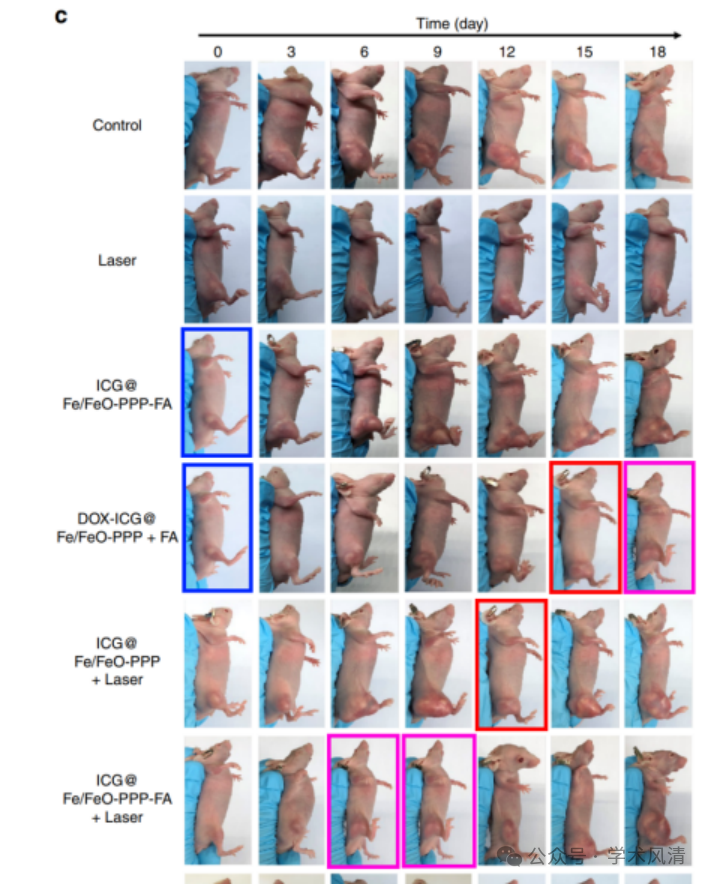 c
Time (day)
0 3 6 9 12 15 18
Control
Laser
ICG@
Fe/FeO-PPP-FA
DOX-ICG@
Fe/FeO-PPP + FA
ICG@
Fe/FeO-PPP
+ Laser
ICG@
Fe/FeO-PPP-FA
+ Laser
公众号 · 学术风清